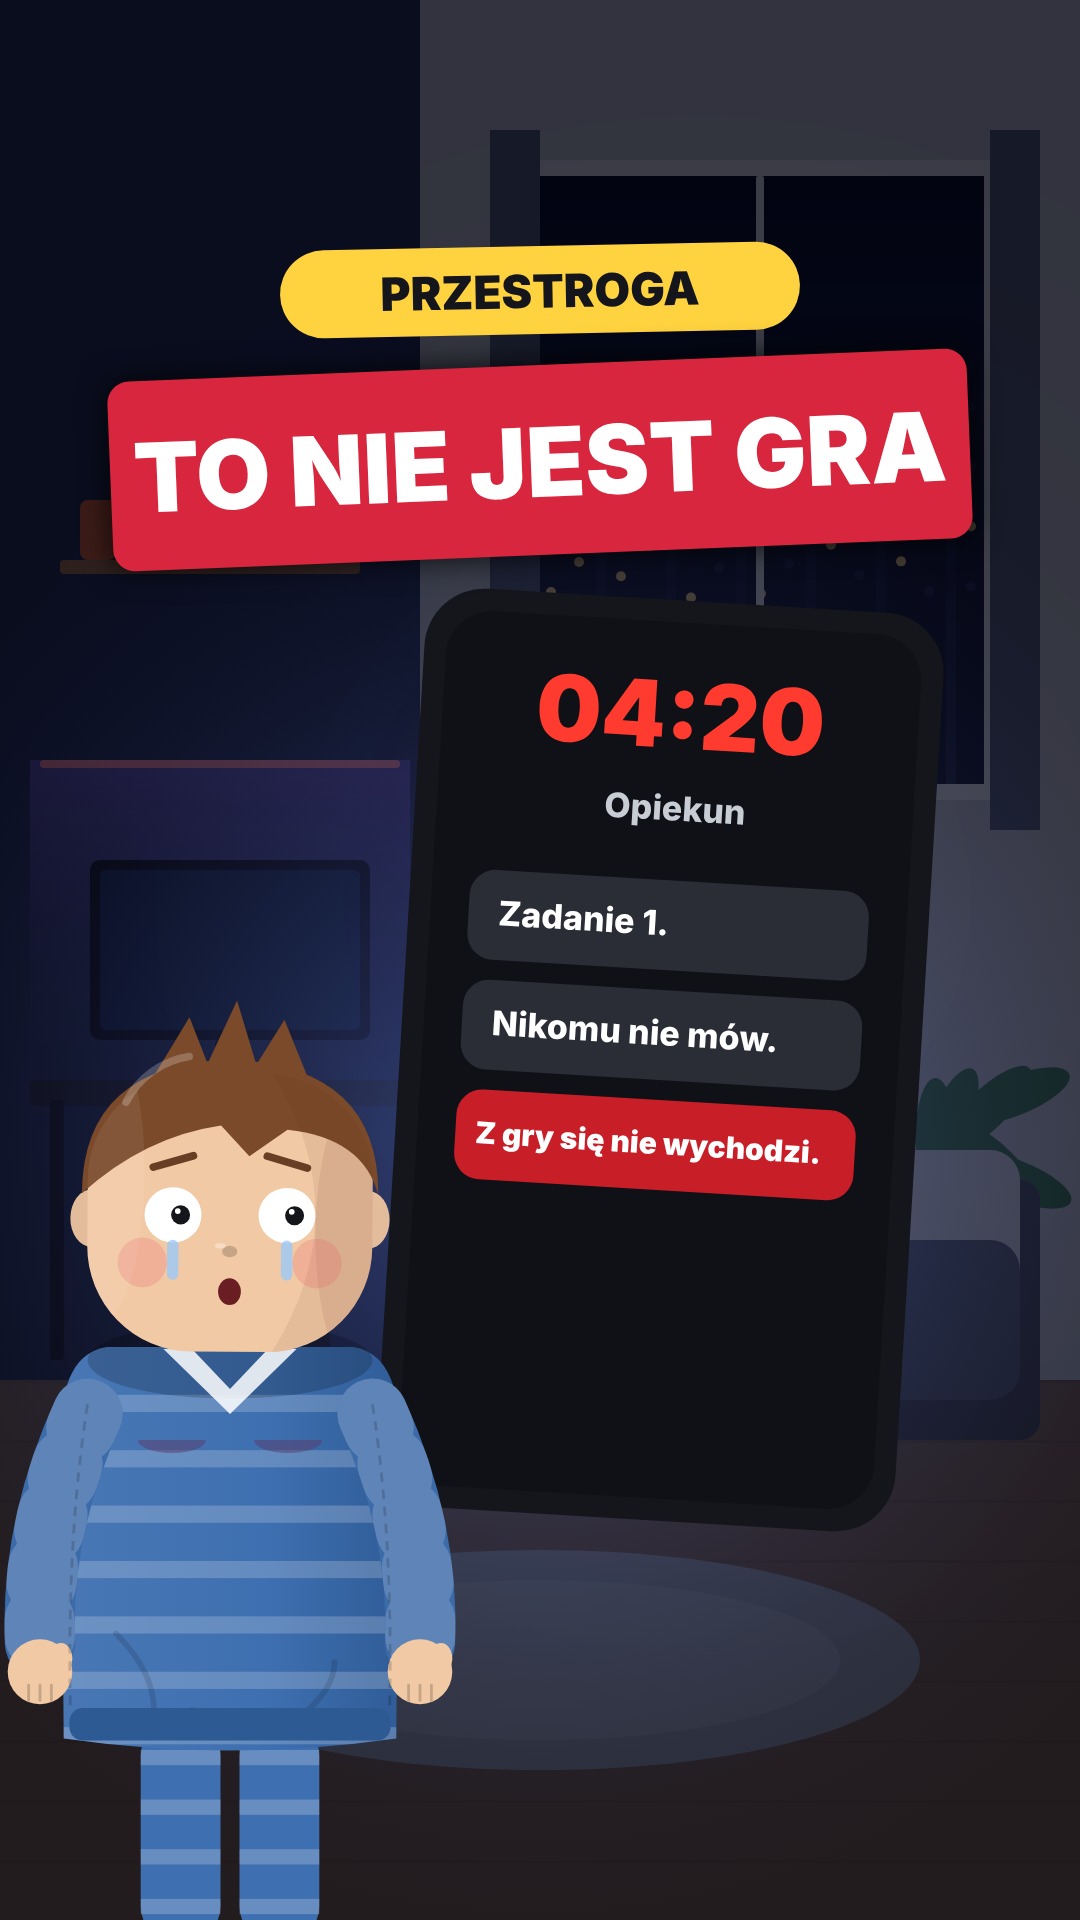 PRZESTROGA
TO NIE JEST GRA
04:20
Opiekun
Zadanie 1.
Nikomu nie mów.
Z gry się nie wychodzi.